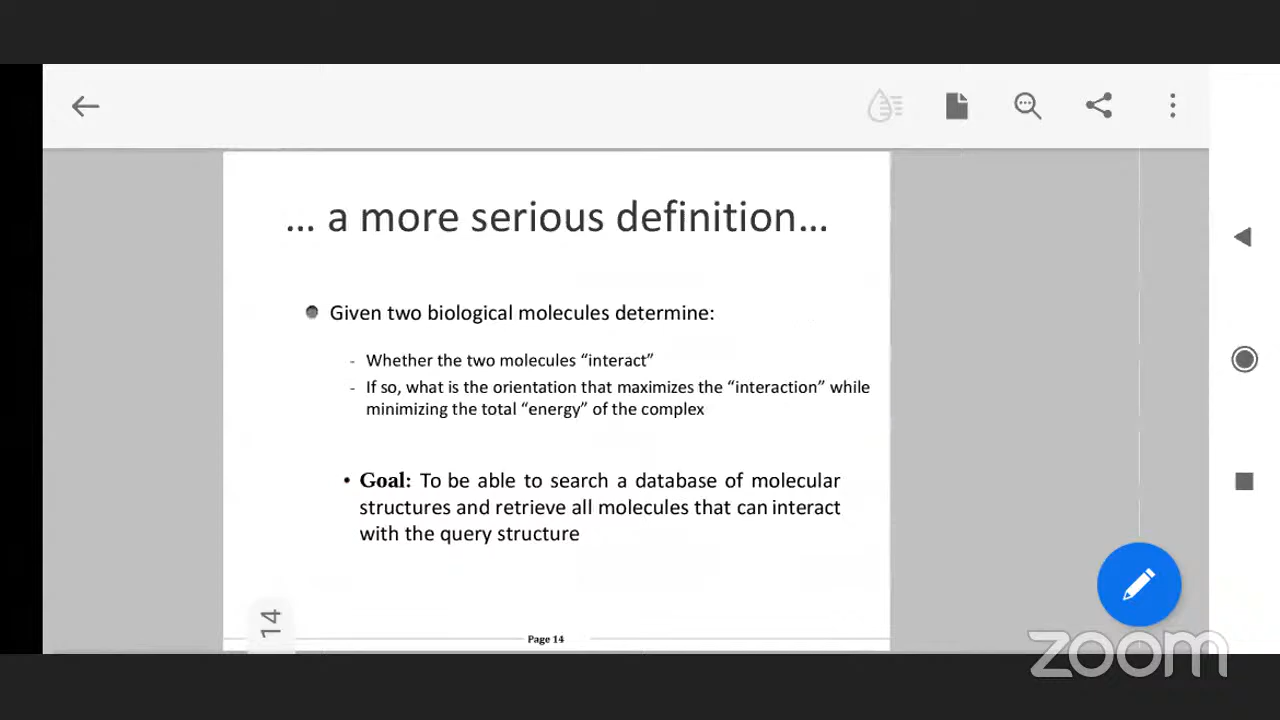 ... a more serious definition...
Given two biological molecules determine:
- Whether the two molecules “interact”
- If so, what is the orientation that maximizes the “interaction” while
minimizing the total “energy” of the complex
• Goal: To be able to search a database of molecular
structures and retrieve all molecules that can interact
with the query structure
14
Page 14
zoom